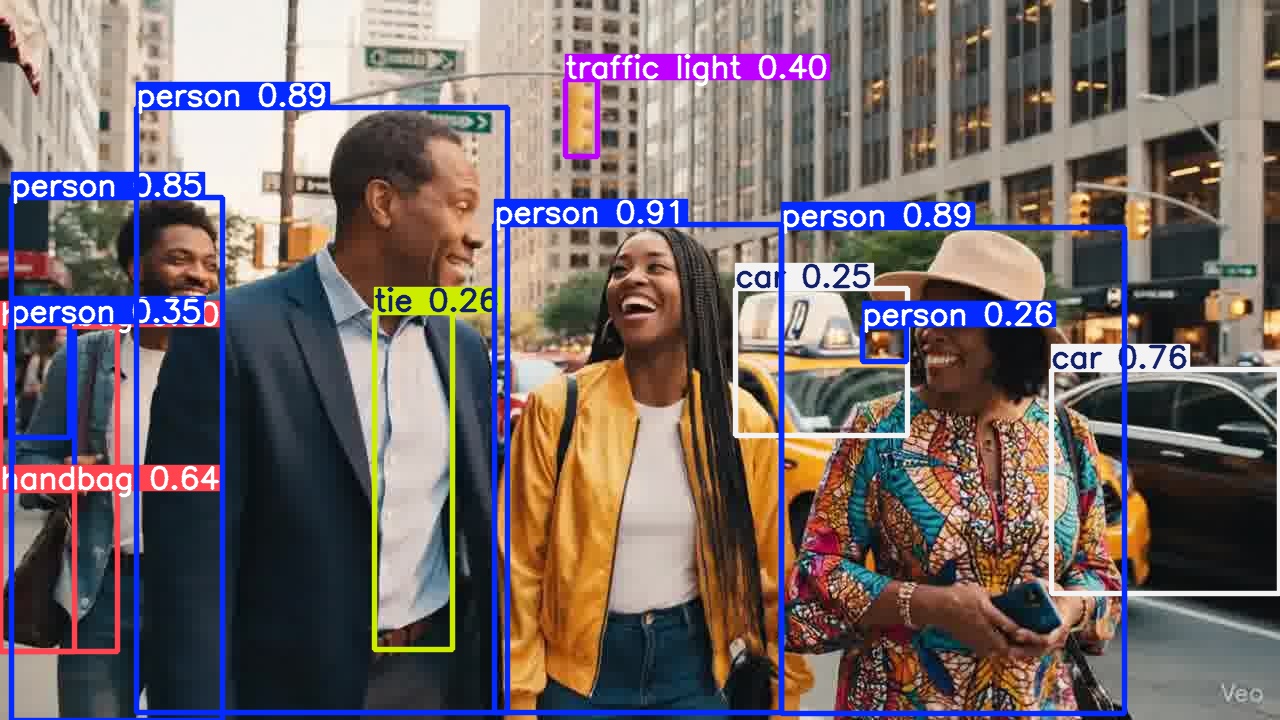 traffic light 0.40
person 0.89
person 0.85
person 0.91
person 0.89
car 0.25
tie 0.26
person 0.35
person 0.26
car 0.76
handbag 0.64
Veo